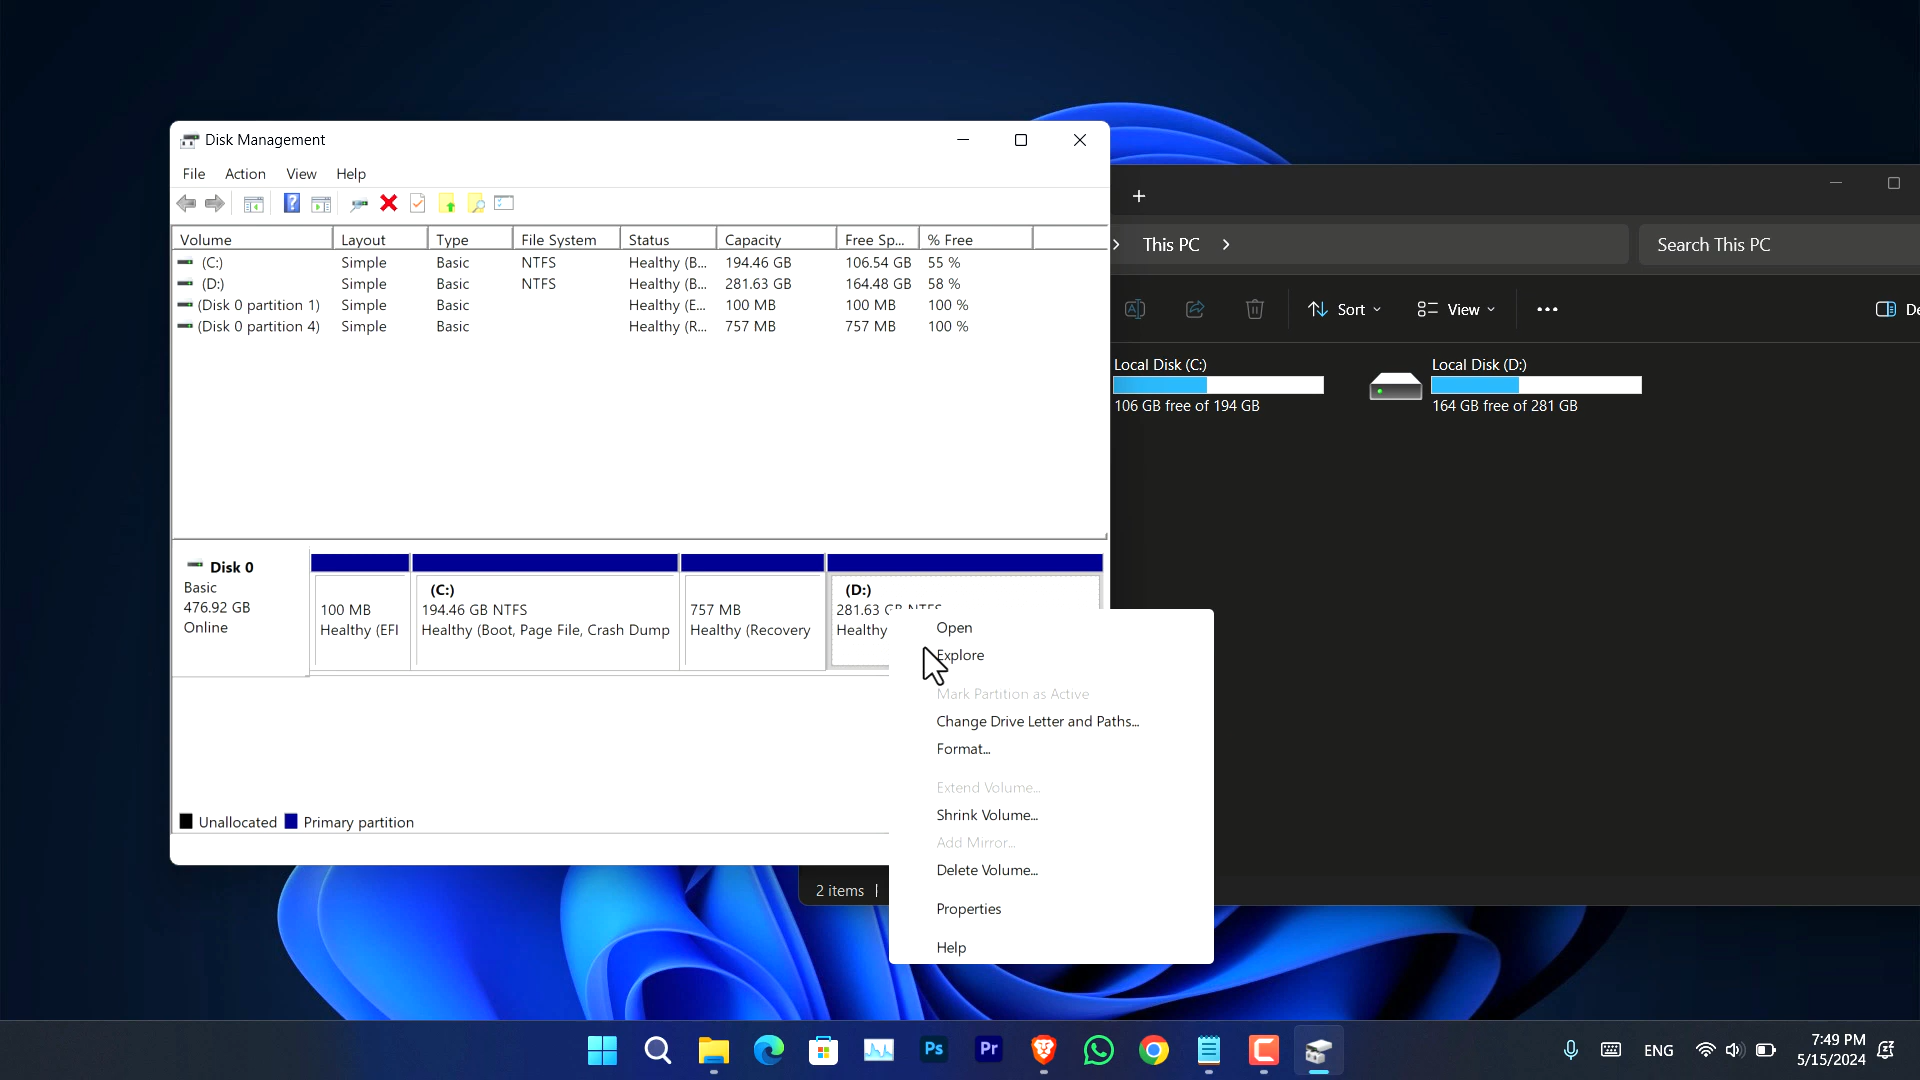 Disk Management
File Action View Help
Volume Layout Type File System Status Capacity Free Sp... % Free
(C:) Simple Basic NTFS Healthy (B... 194.46 GB 106.54 GB 55 %
(D:) Simple Basic NTFS Healthy (B... 281.63 GB 164.48 GB 58 %
(Disk 0 partition 1) Simple Basic Healthy (E... 100 MB 100 MB 100 %
(Disk 0 partition 4) Simple Basic Healthy (R... 757 MB 757 MB 100 %
Disk 0
Basic
476.92 GB
Online
100 MB
Healthy (EFI
(C:)
194.46 GB NTFS
Healthy (Boot, Page File, Crash Dump
757 MB
Healthy (Recovery
(D:)
281.63 GB NTFS
Healthy
Unallocated Primary partition
Open
Explore
Mark Partition as Active
Change Drive Letter and Paths...
Format...
Extend Volume...
Shrink Volume...
Add Mirror...
Delete Volume...
Properties
Help
This PC
Search This PC
Sort View
De
Local Disk (C:)
106 GB free of 194 GB
Local Disk (D:)
164 GB free of 281 GB
2 items
Ps
Pr
ENG
7:49 PM
5/15/2024